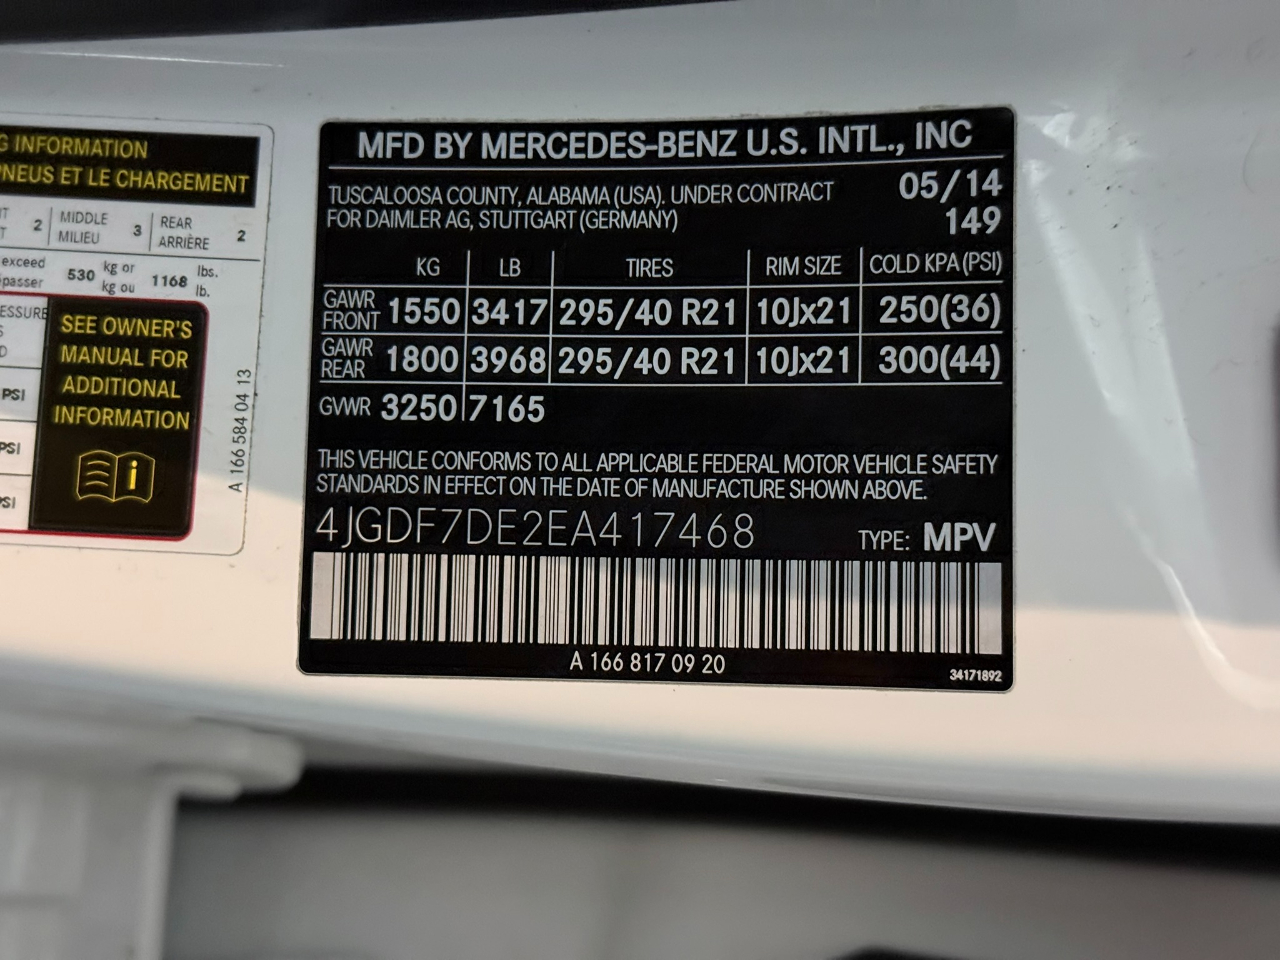 G INFORMATION
PNEUS ET LE CHARGEMENT
2 MIDDLE MILIEU 3 REAR ARRIÈRE 2
exceed 530 kg or kg ou 1168 lbs. lb.
SEE OWNER'S
MANUAL FOR
ADDITIONAL
INFORMATION
PSI
PSI
PSI
A 166 584 04 13
MFD BY MERCEDES-BENZ U.S. INTL., INC
TUSCALOOSA COUNTY, ALABAMA (USA). UNDER CONTRACT 05/14
FOR DAIMLER AG, STUTTGART (GERMANY) 149
KG LB TIRES RIM SIZE COLD KPA (PSI)
GAWR FRONT 1550 3417 295/40 R21 10Jx21 250(36)
GAWR REAR 1800 3968 295/40 R21 10Jx21 300(44)
GVWR 3250 7165
THIS VEHICLE CONFORMS TO ALL APPLICABLE FEDERAL MOTOR VEHICLE SAFETY
STANDARDS IN EFFECT ON THE DATE OF MANUFACTURE SHOWN ABOVE.
4JGDF7DE2EA417468 TYPE: MPV
A 166 817 09 20
34171892